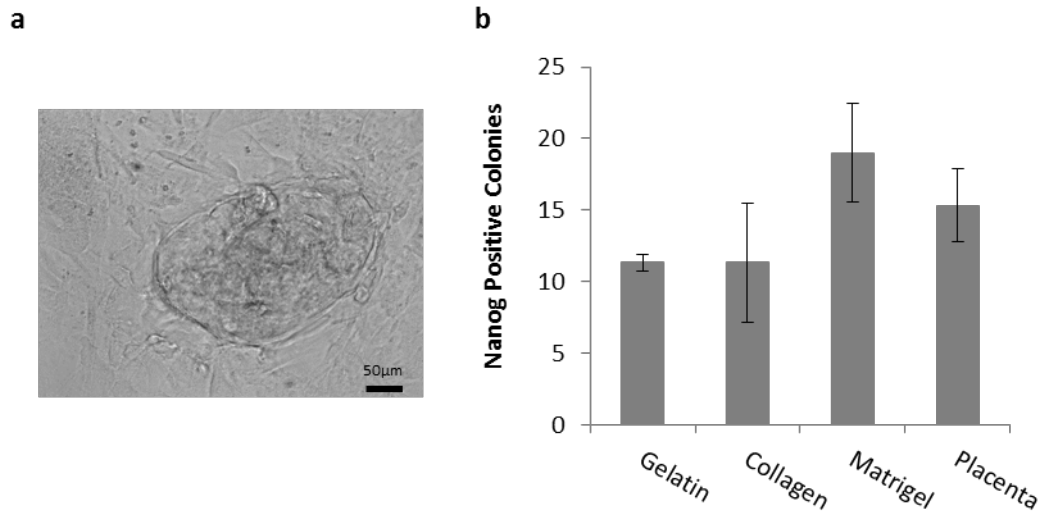 a
50μm
b
Nanog Positive Colonies
25
20
15
10
5
0
Gelatin
Collagen
Matrigel
Placenta